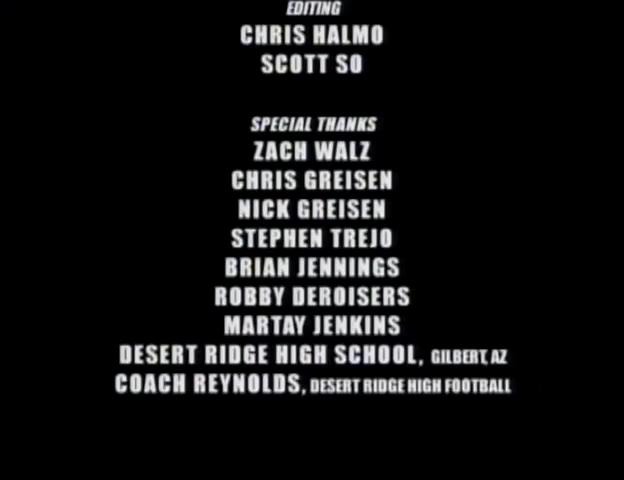 EDITING
CHRIS HALMO
SCOTT SO
SPECIAL THANKS
ZACH WALZ
CHRIS GREISEN
NICK GREISEN
STEPHEN TREJO
BRIAN JENNINGS
ROBBY DEROISERS
MARTAY JENKINS
DESERT RIDGE HIGH SCHOOL, GILBERT, AZ
COACH REYNOLDS, DESERT RIDGE HIGH FOOTBALL